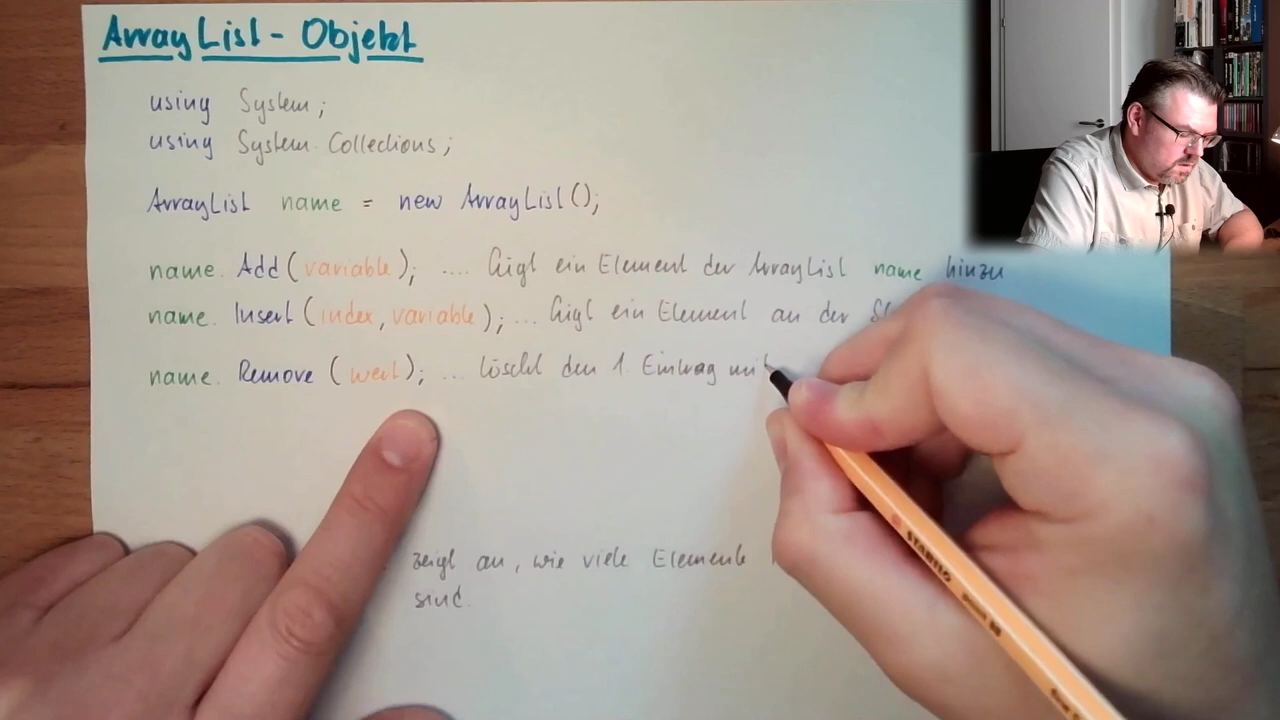 ArrayList - Objekt
using System;
using System.Collections;
ArrayList name = new ArrayList();
name. Add (variable); .... fügt ein Element der ArrayList name hinzu
name. Insert (index, variable); ... fügt ein Element an der
name. Remove (wert); ... löscht den 1. Eintrag mit
zeigt an, wie viele Elemente
sind.
STABILO